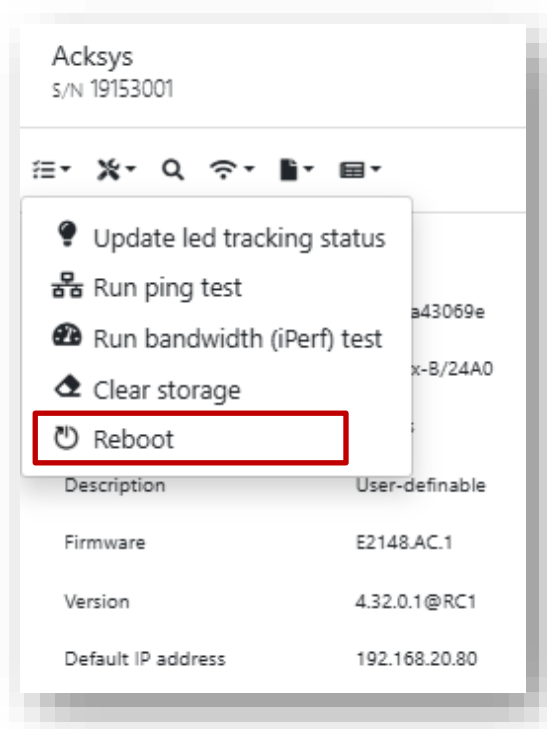 Acksys
S/N 19153001
Update led tracking status
Run ping test
a43069e
Run bandwidth (iPerf) test
x-B/24A0
Clear storage
Reboot
Description User-definable
Firmware E2148.AC.1
Version 4.32.0.1@RC1
Default IP address 192.168.20.80